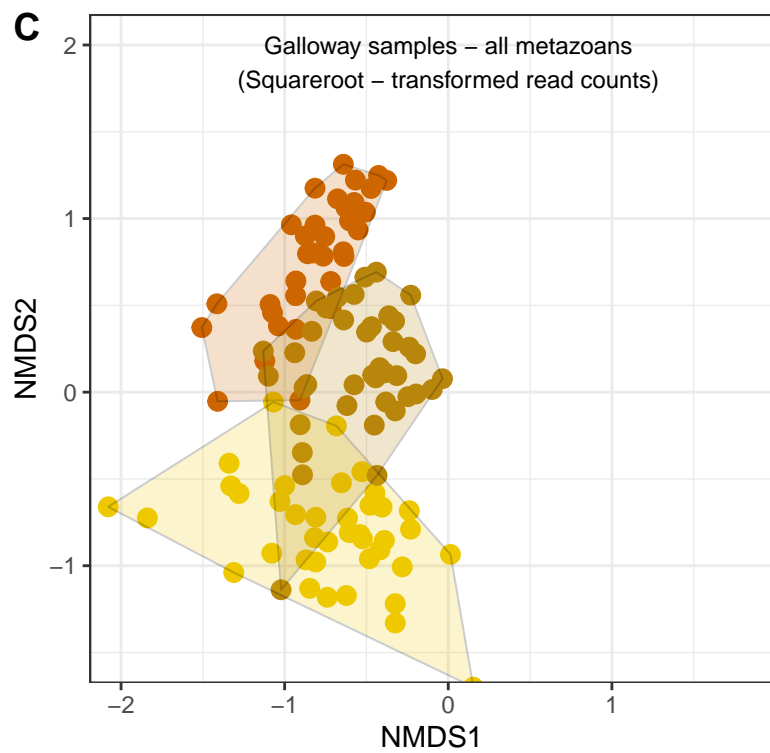 C
Galloway samples – all metazoans
(Squareroot – transformed read counts)
2
1
0
−1
NMDS2
−2
−1
0
1
NMDS1